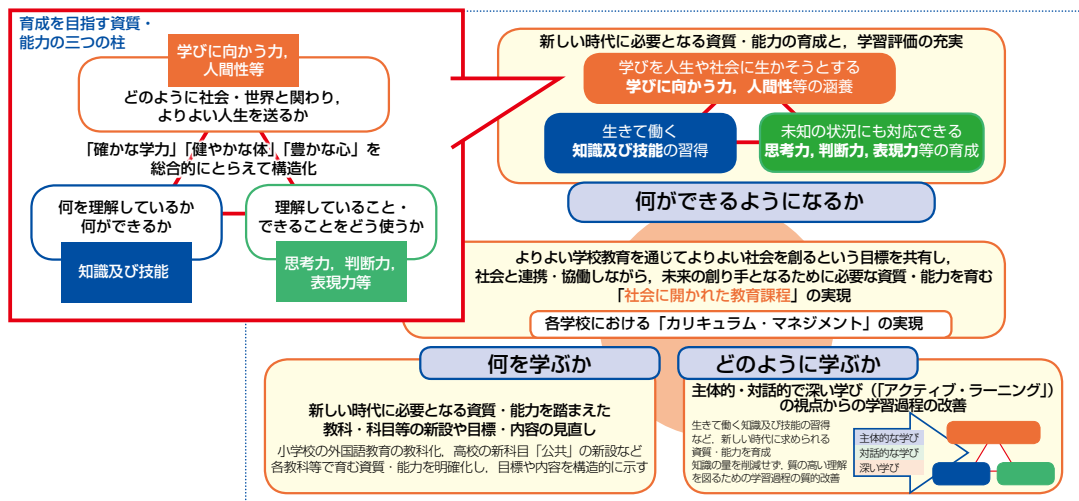 育成を目指す資質・
能力の三つの柱
学びに向かう力,
人間性等
どのように社会・世界と関わり,
よりよい人生を送るか
「確かな学力」「健やかな体」「豊かな心」を
総合的にとらえて構造化
何を理解しているか
何ができるか
知識及び技能
理解していること・
できることをどう使うか
思考力, 判断力,
表現力等
新しい時代に必要となる資質・能力の育成と, 学習評価の充実
学びを人生や社会に生かそうとする
学びに向かう力, 人間性等の涵養
生きて働く
知識及び技能の習得
未知の状況にも対応できる
思考力, 判断力, 表現力等の育成
何ができるようになるか
よりよい学校教育を通じてよりよい社会を創るという目標を共有し,
社会と連携・協働しながら, 未来の創り手となるために必要な資質・能力を育む
「社会に開かれた教育課程」の実現
各学校における「カリキュラム・マネジメント」の実現
何を学ぶか
新しい時代に必要となる資質・能力を踏まえた
教科・科目等の新設や目標・内容の見直し
小学校の外国語教育の教科化, 高校の新科目「公共」の新設など
各教科等で育む資質・能力を明確化し, 目標や内容を構造的に示す
どのように学ぶか
主体的・対話的で深い学び(「アクティブ・ラーニング」)
の視点からの学習過程の改善
生きて働く知識及び技能の習得
など, 新しい時代に求められる
資質・能力を育成
知識の量を削減せず, 質の高い理解
を図るための学習過程の質的改善
主体的な学び
対話的な学び
深い学び